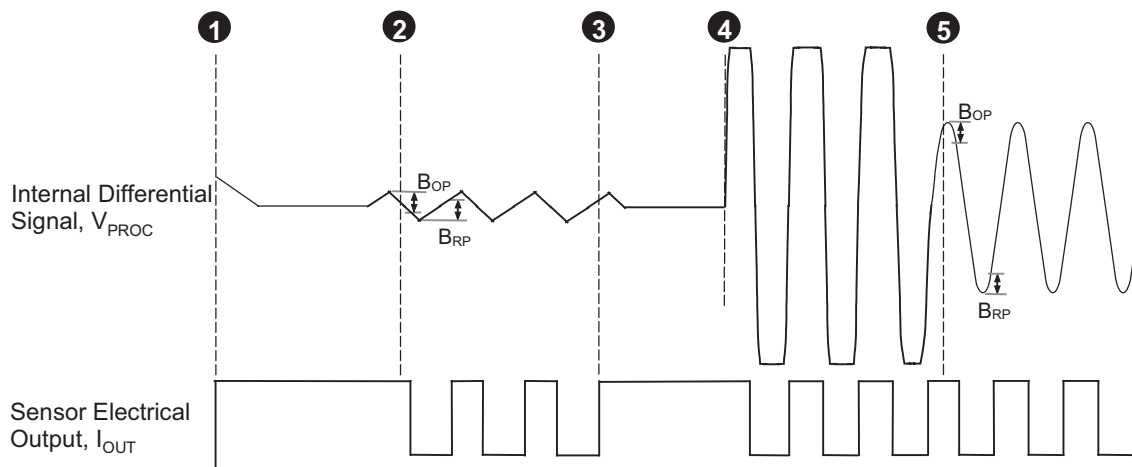 1 2 3 4 5
BOP
BOP
Internal Differential
Signal, VPROC
BRP
BRP
Sensor Electrical
Output, IOUT